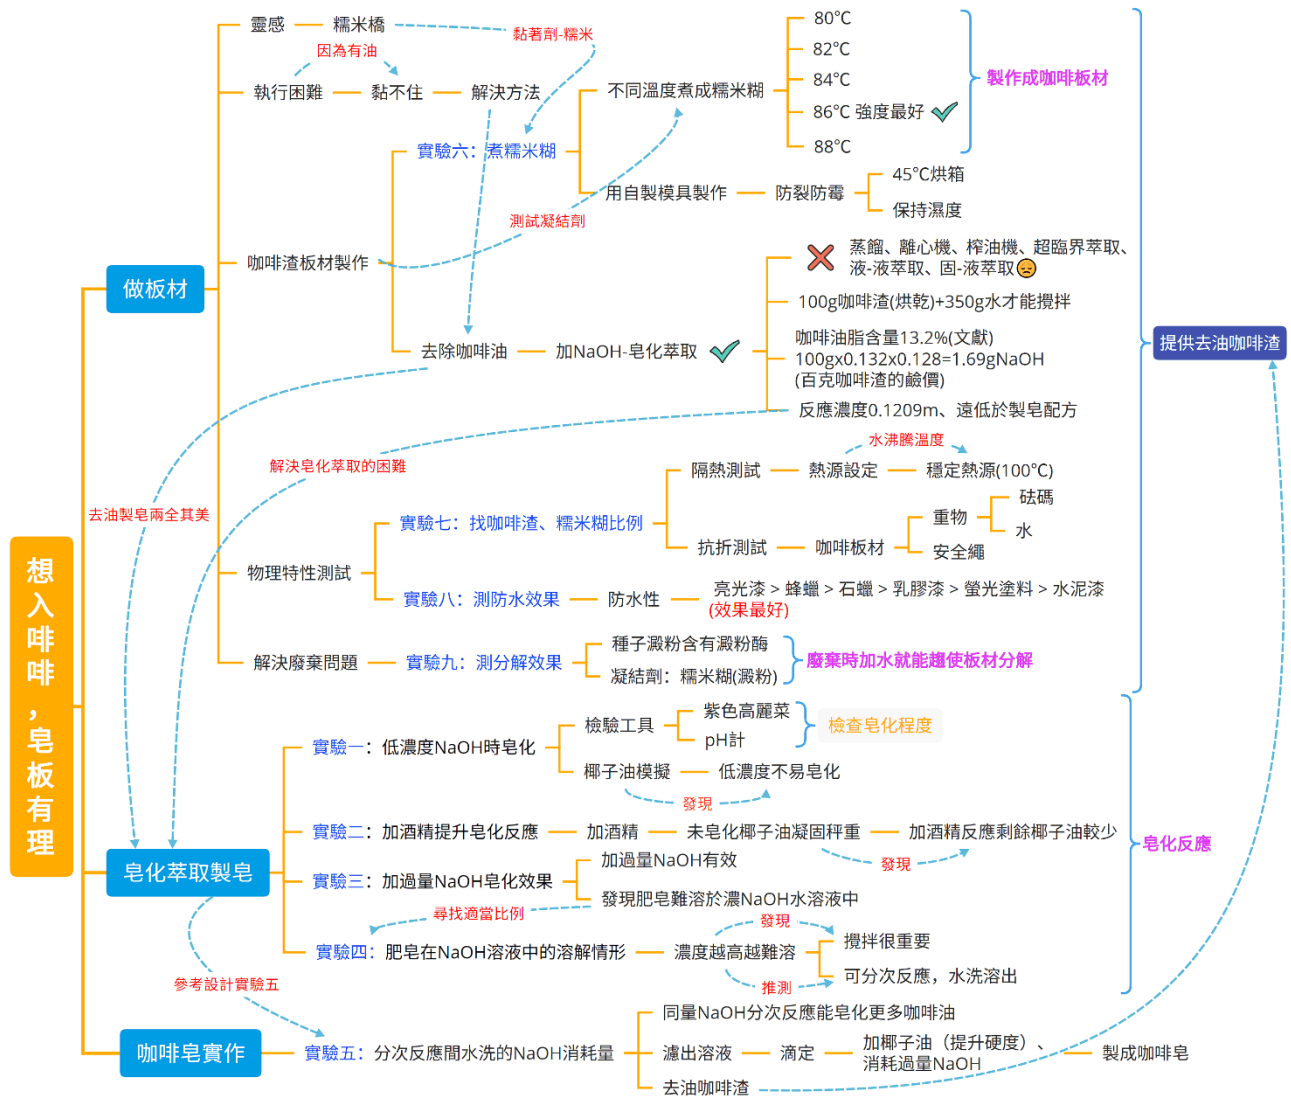 想入啡啡，皂板有理
做板材
靈感
糯米橋
黏著劑-糯米
因為有油
執行困難
黏不住
解決方法
咖啡渣板材製作
實驗六：煮糯米糊
不同溫度煮成糯米糊
80℃
82℃
84℃
86℃ 強度最好
88℃
製作成咖啡板材
用自製模具製作
防裂防霉
45℃烘箱
保持濕度
測試凝結劑
去除咖啡油
加NaOH-皂化萃取
蒸餾、離心機、榨油機、超臨界萃取、
液-液萃取、固-液萃取
100g咖啡渣(烘乾)+350g水才能攪拌
咖啡油脂含量13.2%(文獻)
100gx0.132x0.128=1.69gNaOH
(百克咖啡渣的鹼價)
反應濃度0.1209m、遠低於製皂配方
提供去油咖啡渣
解決皂化萃取的困難
去油製皂兩全其美
物理特性測試
實驗七：找咖啡渣、糯米糊比例
隔熱測試
熱源設定
水沸騰溫度
穩定熱源(100℃)
抗折測試
咖啡板材
重物
砝碼
水
安全繩
實驗八：測防水效果
防水性
亮光漆 > 蜂蠟 > 石蠟 > 乳膠漆 > 螢光塗料 > 水泥漆
(效果最好)
解決廢棄問題
實驗九：測分解效果
種子澱粉含有澱粉酶
凝結劑：糯米糊(澱粉)
廢棄時加水就能趨使板材分解
皂化萃取製皂
實驗一：低濃度NaOH時皂化
檢驗工具
紫色高麗菜
pH計
檢查皂化程度
椰子油模擬
低濃度不易皂化
發現
實驗二：加酒精提升皂化反應
加酒精
未皂化椰子油凝固秤重
加酒精反應剩餘椰子油較少
發現
皂化反應
實驗三：加過量NaOH皂化效果
加過量NaOH有效
發現肥皂難溶於濃NaOH水溶液中
尋找適當比例
實驗四：肥皂在NaOH溶液中的溶解情形
濃度越高越難溶
發現
攪拌很重要
推測
可分次反應，水洗溶出
參考設計實驗五
咖啡皂實作
實驗五：分次反應間水洗的NaOH消耗量
同量NaOH分次反應能皂化更多咖啡油
濾出溶液
滴定
加椰子油（提升硬度）、
消耗過量NaOH
製成咖啡皂
去油咖啡渣